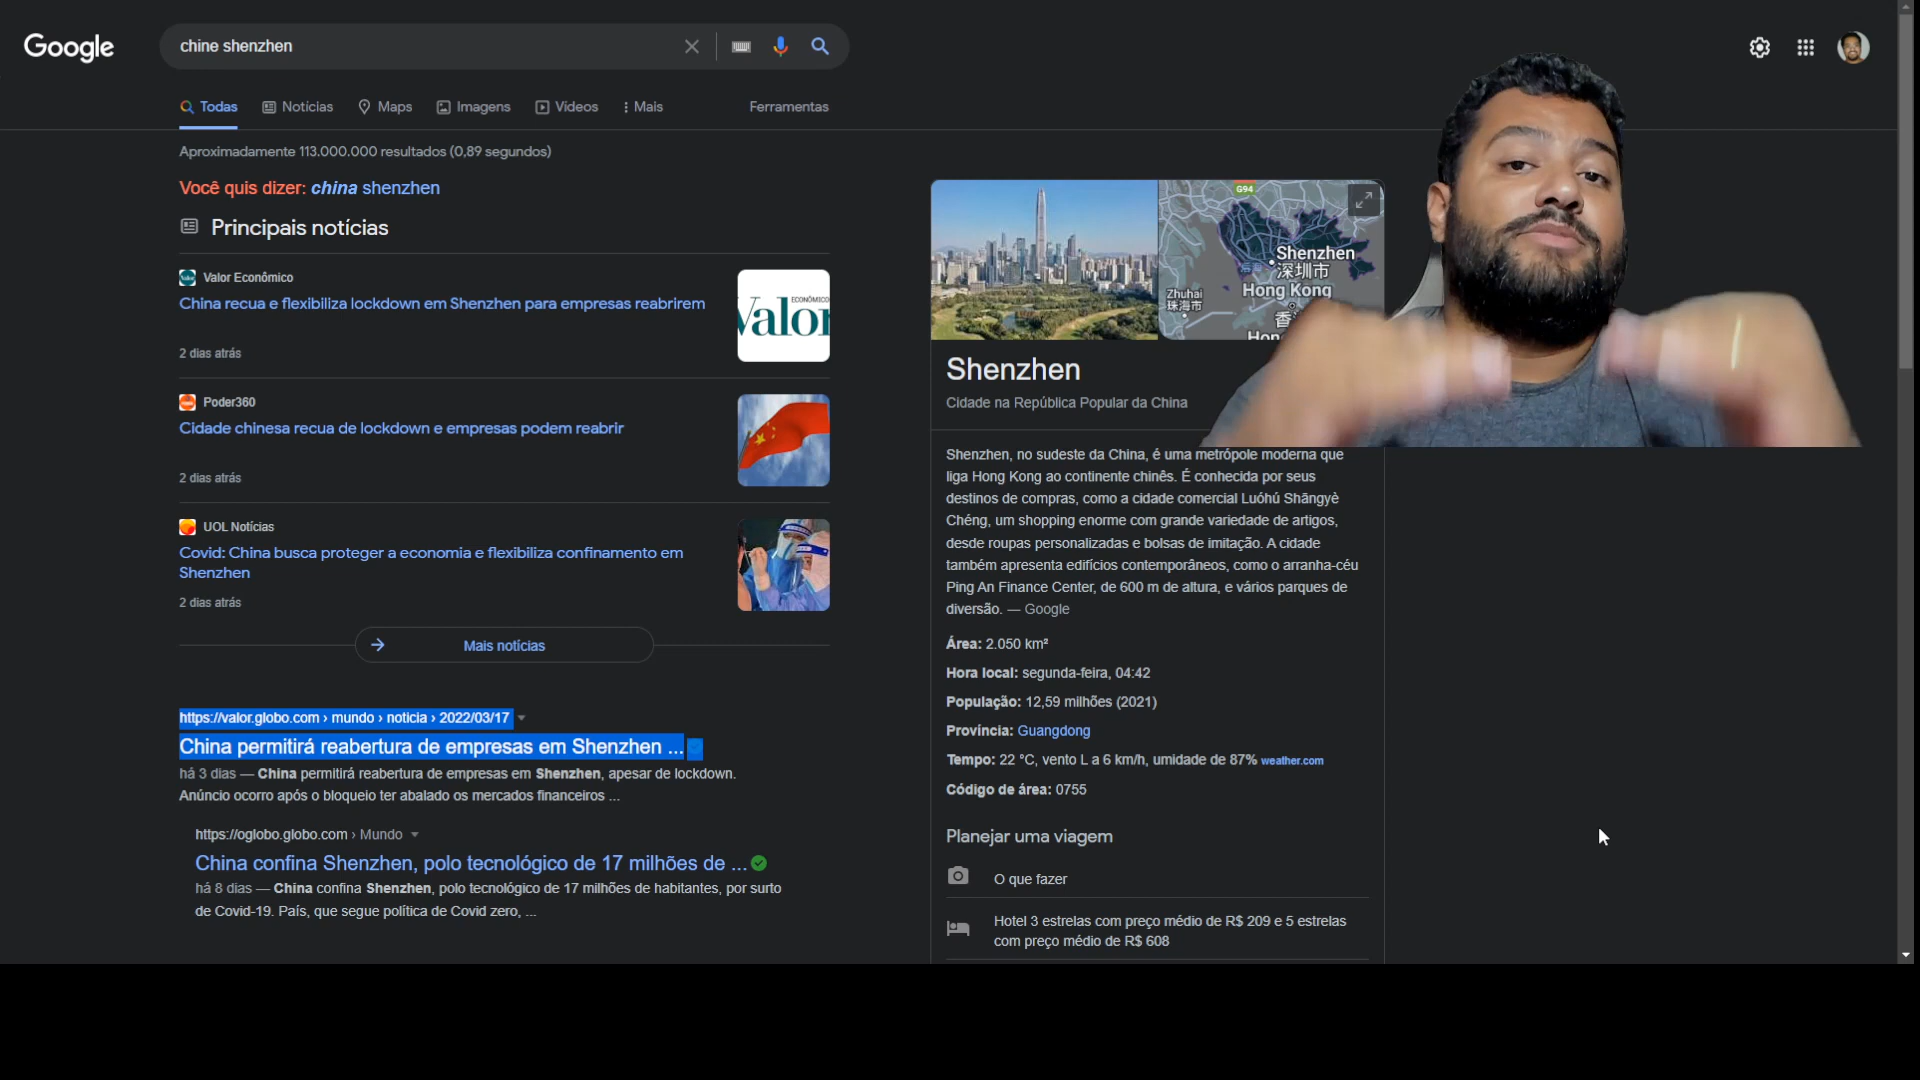 Google
chine shenzhen
Todas
Notícias
Maps
Imagens
Vídeos
Mais
Ferramentas
Aproximadamente 113.000.000 resultados (0,89 segundos)
Você quis dizer: china shenzhen
Principais notícias
Valor Econômico
China recua e flexibiliza lockdown em Shenzhen para empresas reabrirem
2 dias atrás
ECONÔMICO
Valor
Poder360
Cidade chinesa recua de lockdown e empresas podem reabrir
2 dias atrás
UOL Notícias
Covid: China busca proteger a economia e flexibiliza confinamento em
Shenzhen
2 dias atrás
Mais notícias
https://valor.globo.com › mundo › noticia › 2022/03/17
China permitirá reabertura de empresas em Shenzhen ...
há 3 dias — China permitirá reabertura de empresas em Shenzhen, apesar de lockdown.
Anúncio ocorro após o bloqueio ter abalado os mercados financeiros ...
https://oglobo.globo.com › Mundo
China confina Shenzhen, polo tecnológico de 17 milhões de ...
há 8 dias — China confina Shenzhen, polo tecnológico de 17 milhões de habitantes, por surto
de Covid-19. País, que segue política de Covid zero, ...
G94
Shenzhen
深圳市
Zhuhai
珠海市
Hong Kong
香
Hon
Shenzhen
Cidade na República Popular da China
Shenzhen, no sudeste da China, é uma metrópole moderna que
liga Hong Kong ao continente chinês. É conhecida por seus
destinos de compras, como a cidade comercial Luóhú Shāngyè
Chéng, um shopping enorme com grande variedade de artigos,
desde roupas personalizadas e bolsas de imitação. A cidade
também apresenta edifícios contemporâneos, como o arranha-céu
Ping An Finance Center, de 600 m de altura, e vários parques de
diversão. — Google
Área: 2.050 km²
Hora local: segunda-feira, 04:42
População: 12,59 milhões (2021)
Província: Guangdong
Tempo: 22 °C, vento L a 6 km/h, umidade de 87% weather.com
Código de área: 0755
Planejar uma viagem
O que fazer
Hotel 3 estrelas com preço médio de R$ 209 e 5 estrelas
com preço médio de R$ 608